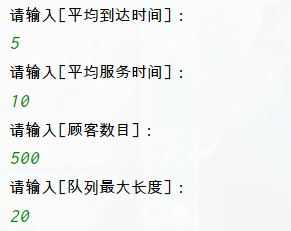 请输入[平均到达时间]:
5
请输入[平均服务时间]:
10
请输入[顾客数目]:
500
请输入[队列最大长度]:
20